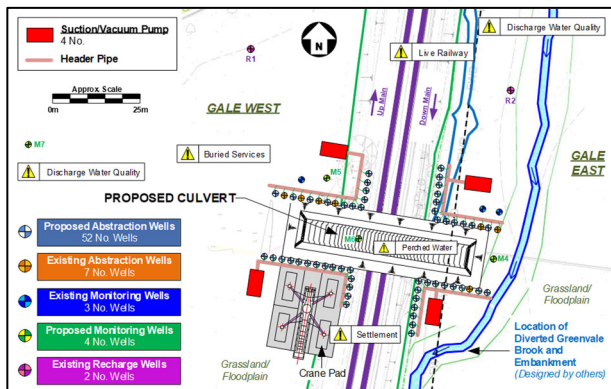 Suction/Vacuum Pump
4 No.
Header Pipe
Approx. Scale
0m
25m
N
R1
Discharge Water Quality
Live Railway
R2
GALE WEST
Up Main
Down Main
M7
Discharge Water Quality
Buried Services
M5
GALE
EAST
PROPOSED CULVERT
Proposed Abstraction Wells
52 No. Wells
M6
Perched Water
M4
Existing Abstraction Wells
7 No. Wells
Existing Monitoring Wells
3 No. Wells
Grassland/
Floodplain
Proposed Monitoring Wells
4 No. Wells
Settlement
Location of
Diverted Greenvale
Brook and
Embankment
(Designed by others)
Existing Recharge Wells
2 No. Wells
Grassland/
Floodplain
Crane Pad